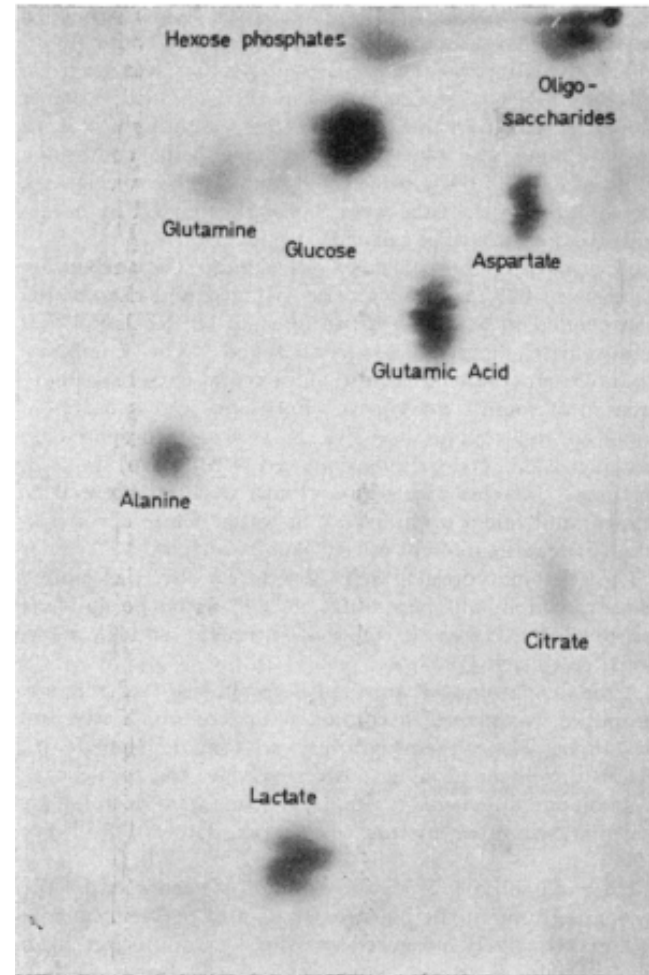 Hexose phosphates
Oligo-
saccharides
Glutamine
Glucose
Aspartate
Glutamic Acid
Alanine
Citrate
Lactate